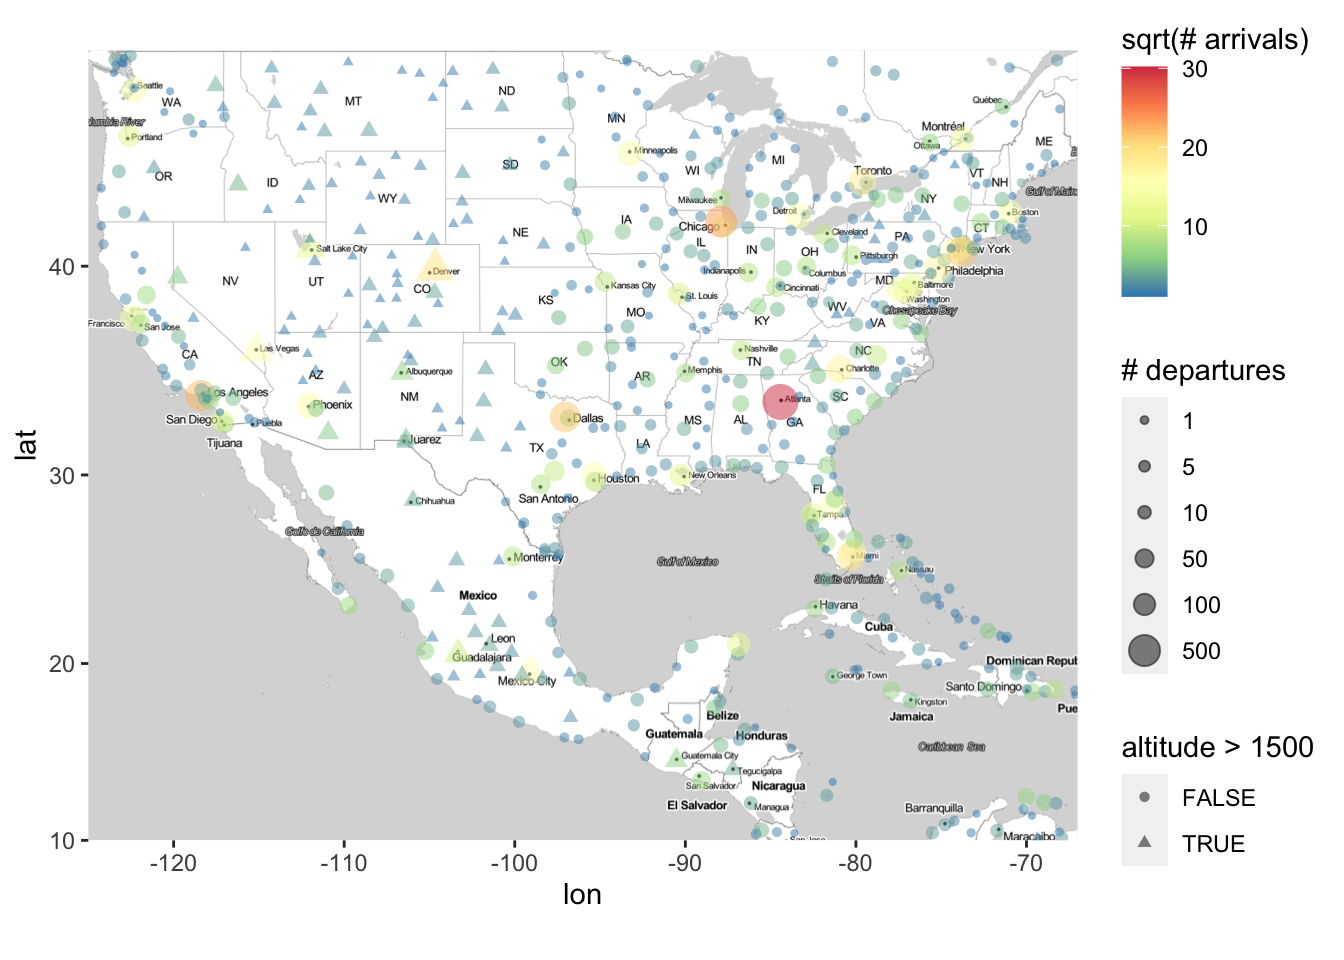 sqrt(# arrivals)
30
20
10
# departures
1
5
10
50
100
500
altitude > 1500
FALSE
TRUE
lat
40
30
20
10
-120
-110
-100
-90
-80
-70
lon
Seattle
WA
MT
ND
MN
Québec
Montréal
Ottawa
ME
Portland
Minneapolis
MI
Toronto
VT
NH
OR
ID
SD
WI
WY
Milwaukee
Detroit
NY
Boston
IA
Chicago
CT
NE
Cleveland
PA
New York
Salt Lake City
IL
IN
OH
Pittsburgh
Denver
Indianapolis
Columbus
Philadelphia
NV
UT
CO
Kansas City
Cincinnati
MD
Baltimore
KS
St. Louis
Washington
MO
WV
Chesapeake Bay
Francisco
San Jose
KY
VA
CA
Las Vegas
Nashville
NC
OK
TN
AZ
Albuquerque
AR
Memphis
Charlotte
Los Angeles
NM
Atlanta
SC
Phoenix
San Diego
Puebla
Dallas
MS
AL
GA
Tijuana
Juarez
TX
LA
Houston
New Orleans
San Antonio
FL
Chihuahua
Tampa
Golfo de California
Monterrey
Gulf of Mexico
Miami
Straits of Florida
Nassau
Mexico
Havana
Cuba
Leon
Guadalajara
Dominican Repub
Mexico City
George Town
Santo Domingo
Kingston
Belize
Jamaica
Pue
Guatemala
Honduras
Caribbean Sea
Guatemala City
Tegucigalpa
San Salvador
Nicaragua
El Salvador
Managua
Barranquilla
San Jose
Maracaibo